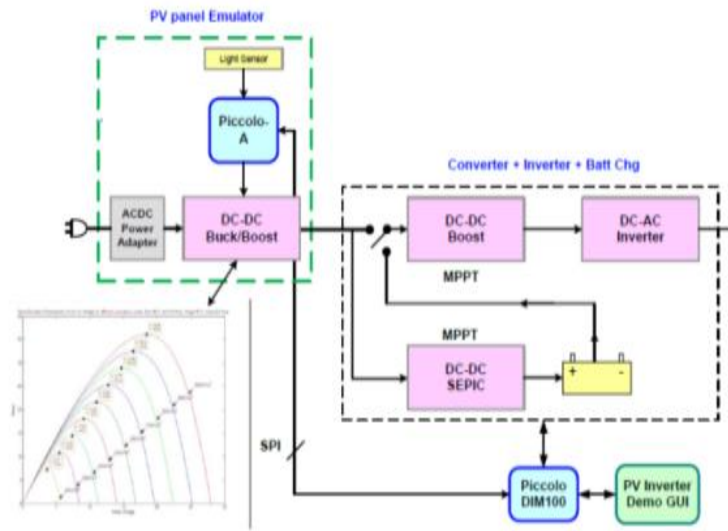 PV panel Emulator
Light Sensor
Piccolo-
A
Converter + Inverter + Batt Chg
ACDC
Power
Adapter
DC-DC
Buck/Boost
DC-DC
Boost
DC-AC
Inverter
MPPT
MPPT
DC-DC
SEPIC
+ -
SPI
Piccolo
DIM100
PV Inverter
Demo GUI